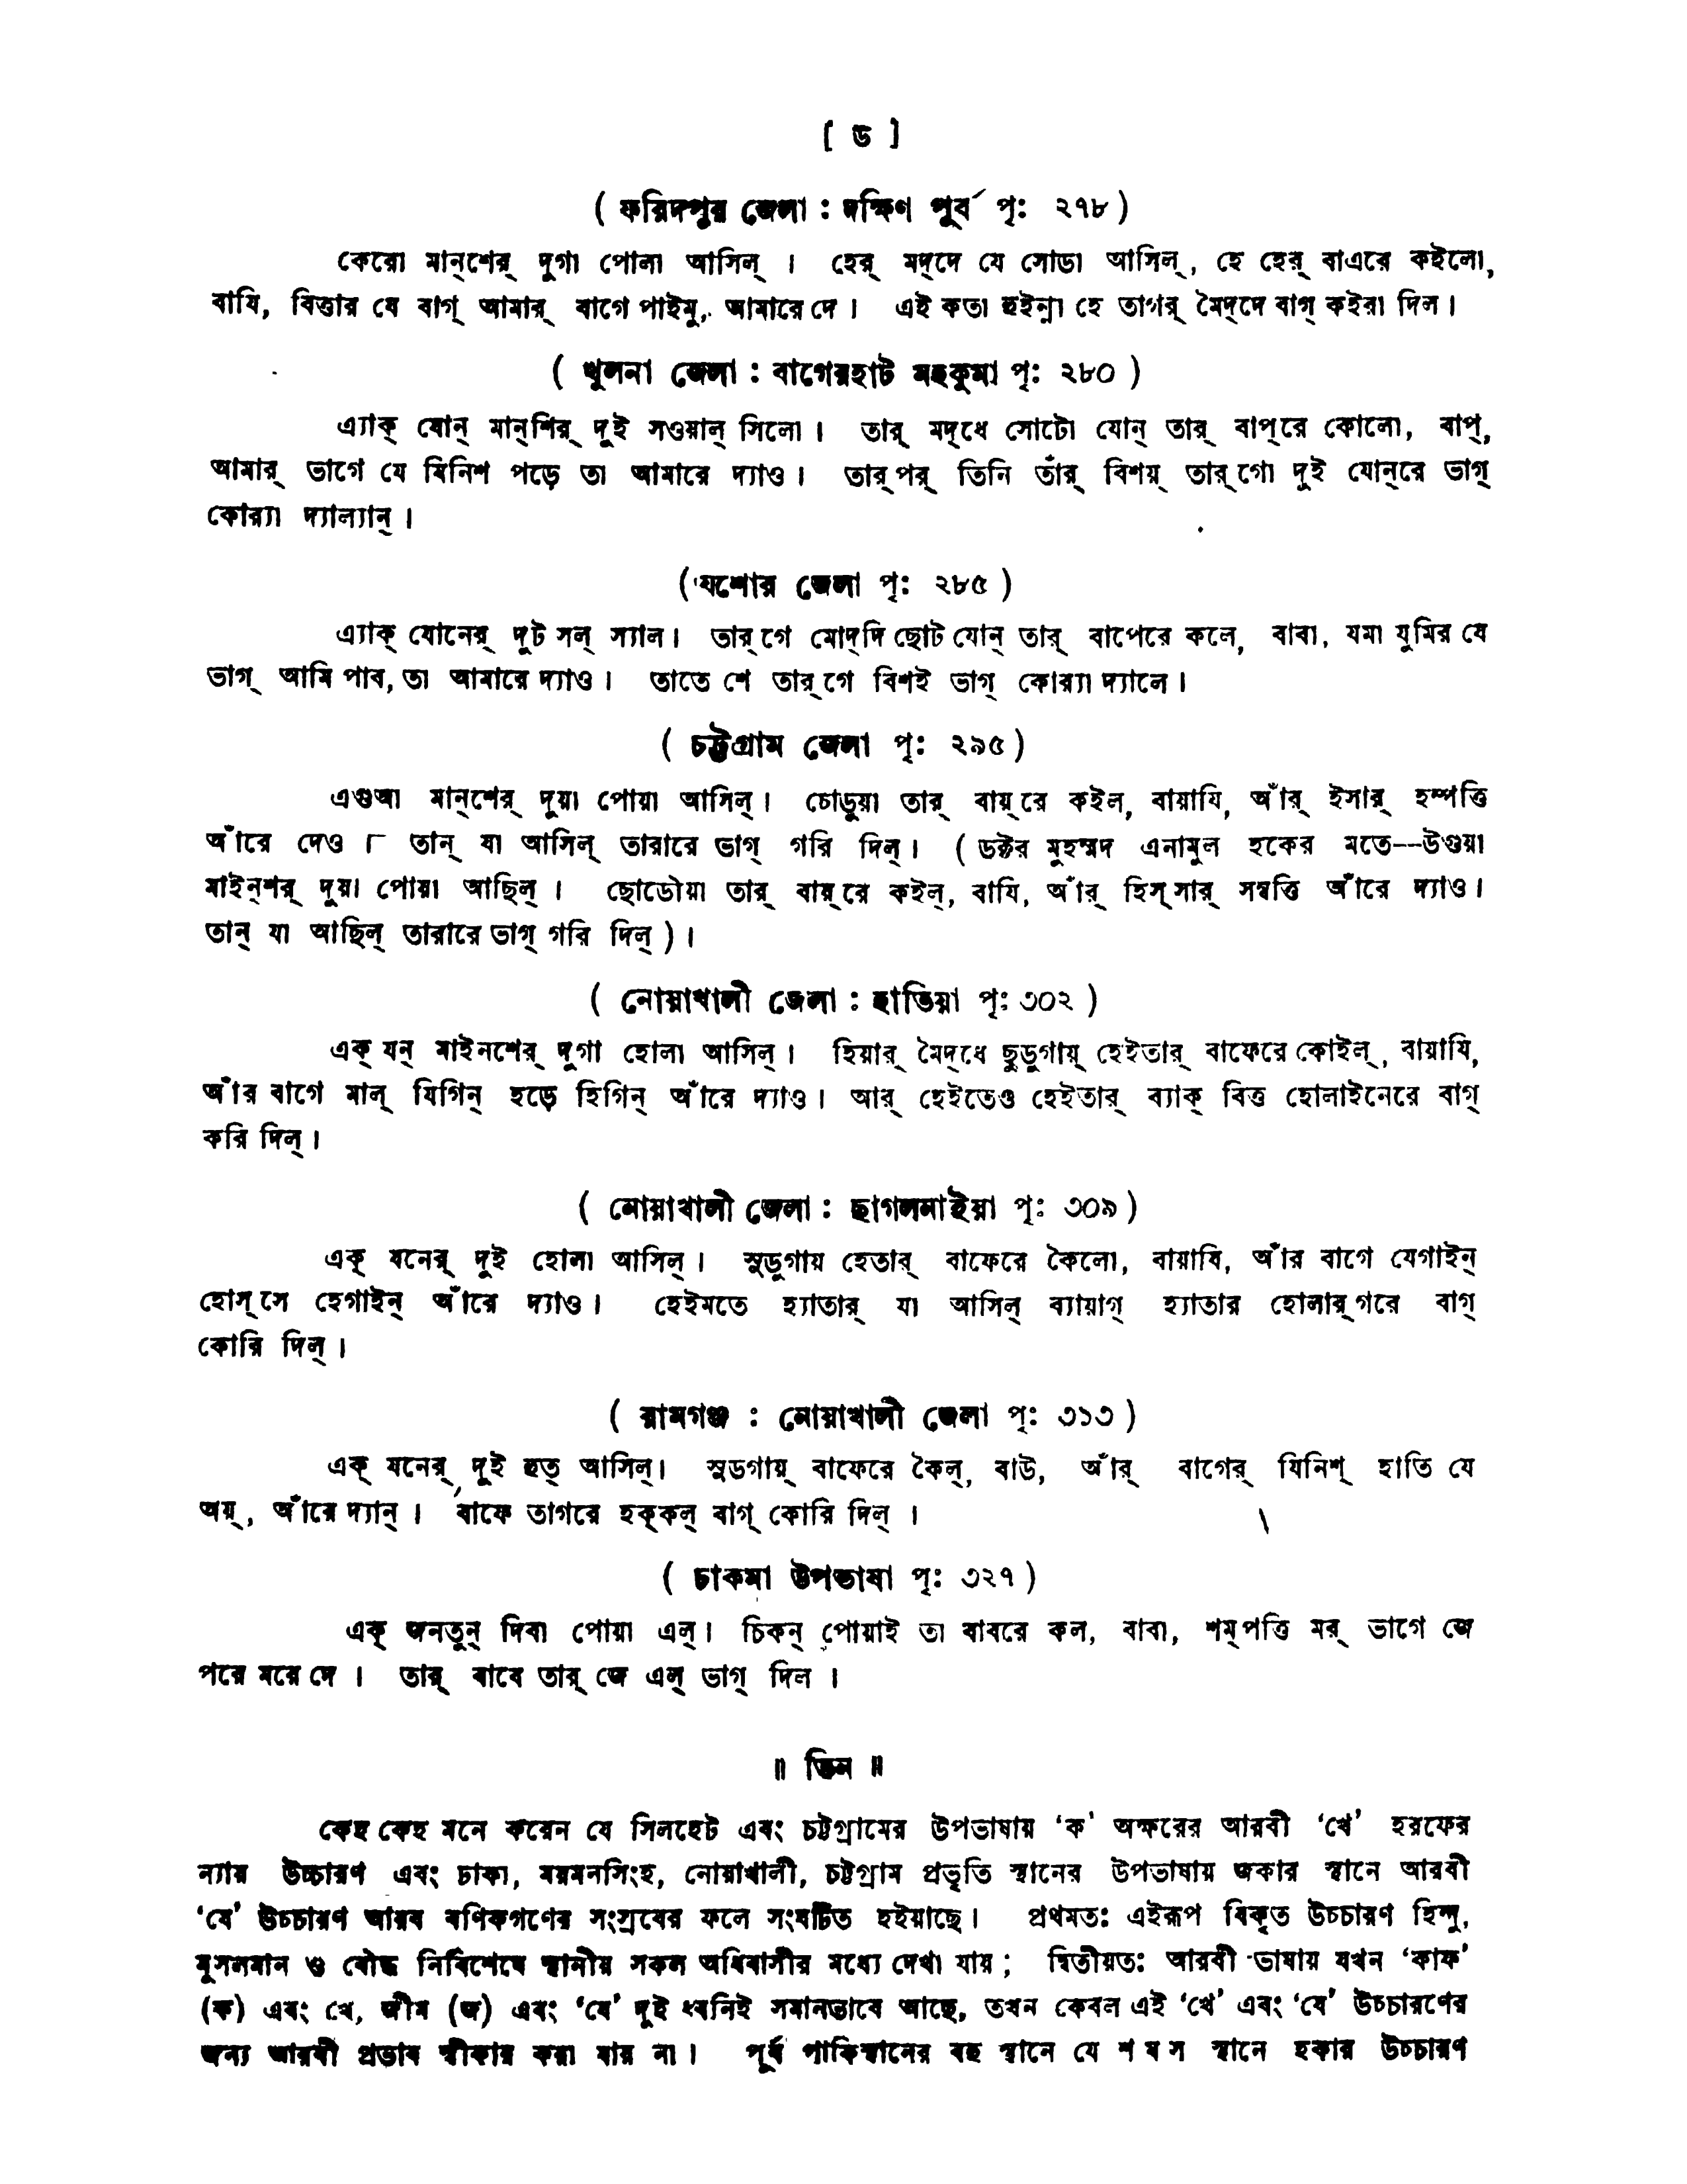 [ ড ]
( ফরিদপুর জেলা : দক্ষিণ পূর্ব পৃ: ২৭৮ )
কেরো মান্‌শের্ দুগা পোলা আসিল্ । হের্ মদ্‌দে যে সোডা আসিল্, হে হের্ বাএরে কইলো,
বাযি, বিত্তার যে বাগ্ আমার্ বাগে পাইমু, আমারে দে । এই কতা হুইন্না হে তাগর্ মৈদ্‌দে বাগ্ কইরা দিল ।
( খুলনা জেলা : বাগেরহাট মহকুমা পৃ: ২৮০ )
এ্যাক্ যোন্ মান্‌শির্ দুই সওয়াল্ সিলো । তার্ মদ্‌ধে সোটো যোন্ তার্ বাপ্‌রে কোলো, বাপ্,
আমার্ ভাগে যে যিনিশ পড়ে তা আমারে দ্যাও । তার্‌পর্ তিনি তাঁর্ বিশয়্ তার্‌গো দুই যোন্‌রে ভাগ্
কোর‍্যা দ্যাল্যান্ ।
( যশোর জেলা পৃ: ২৮৫ )
এ্যাক্ যোনের্ দুট সল্ স্যাল । তার্‌গে মোদ্‌দি ছোট যোন্ তার্ বাপেরে কলে, বাবা, যমা যুমির যে
ভাগ্ আমি পাব, তা আমারে দ্যাও । তাতে শে তার্‌গে বিশই ভাগ্ কোর‍্যা দ্যালে ।
( চট্টগ্রাম জেলা পৃ: ২৯৫ )
এগুআ মান্‌শের্ দুয়া পোয়া আসিল্ । চোড়ুয়া তার্ বায়্‌রে কইল, বায়াযি, আঁর্ ইসার্ হম্পত্তি
আঁরে দেও । তান্ যা আসিল্ তারারে ভাগ্ গরি দিল্ । ( ডক্টর মুহম্মদ এনামুল হকের মতে--উগুয়া
মাইন্‌শর্ দুয়া পোয়া আছিল্ । ছোডৌয়া তার্ বায়্‌রে কইল্, বাযি, আঁর্ হিস্‌সার্ সম্বত্তি আঁরে দ্যাও ।
তান্ যা আছিল্ তারারে ভাগ্ গরি দিল্ ) ।
( নোয়াখালী জেলা : হাতিয়া পৃ: ৩০২ )
এক্ যন্ মাইনশের্ দুগা হোলা আসিল্ । হিয়ার্ মৈদ্‌ধে ছুড়ুগায়্ হেইতার্ বাফেরে কোইল্, বায়াযি,
আঁর বাগে মাল্ যিগিন্ হড়ে হিগিন্ আঁরে দ্যাও । আর্ হেইতেও হেইতার্ ব্যাক্ বিত্ত হোলাইনেরে বাগ্
করি দিল্ ।
( নোয়াখালী জেলা : ছাগলনাইয়া পৃ: ৩০৯ )
এক্ যনের্ দুই হোলা আসিল্ । সুড়ুগায় হেতার্ বাফেরে কৈলো, বায়াযি, আঁর বাগে যেগাইন্
হোস্‌সে হেগাইন্ আঁরে দ্যাও । হেইমতে হ্যাতার্ যা আসিল্ ব্যায়াগ্ হ্যাতার হোলার্‌গরে বাগ্
কোরি দিল্ ।
( রামগঞ্জ : নোয়াখালী জেলা পৃ: ৩১৩ )
এক্ যনের্ দুই হুত্ আসিল্ । সুডগায়্ বাফেরে কৈল্, বাউ, আঁর্ বাগের্ যিনিশ্ হাতি যে
অয়্, আঁরে দ্যান্ । বাফে তাগরে হক্‌কল্ বাগ্ কোরি দিল্ ।
( চাকমা উপভাষা পৃ: ৩২৭ )
এক্ জনতুন্ দিবা পোয়া এল্ । চিকন্ পোয়াই তা বাবরে কল, বাবা, শম্‌পত্তি মর্ ভাগে জে
পরে মরে দে । তার্ বাবে তার্ জে এল্ ভাগ্ দিল ।
॥ তিন ॥
কেহ কেহ মনে করেন যে সিলহেট এবং চট্টগ্রামের উপভাষায় ‘ক’ অক্ষরের আরবী ‘খে’ হরফের
ন্যায় উচ্চারণ এবং ঢাকা, ময়মনসিংহ, নোয়াখালী, চট্টগ্রাম প্রভৃতি স্থানের উপভাষায় জকার স্থানে আরবী
‘যে’ উচচারণ আরব বণিকগণের সংস্রবের ফলে সংঘটিত হইয়াছে । প্রথমত: এইরূপ বিকৃত উচচারণ হিন্দু,
মুসলমান ও বৌদ্ধ নির্বিশেষে স্থানীয় সকল অধিবাসীর মধ্যে দেখা যায় ; দ্বিতীয়ত: আরবী ভাষায় যখন ‘কাফ’
(ক) এবং খে, জীম (জ) এবং ‘যে’ দুই ধ্বনিই সমানভাবে আছে, তখন কেবল এই ‘খে’ এবং ‘যে’ উচচারণের
জন্য আরবী প্রভাব স্বীকার করা যায় না । পূর্ব পাকিস্থানের বহু স্থানে যে শ ষ স স্থানে হকার উচচারণ